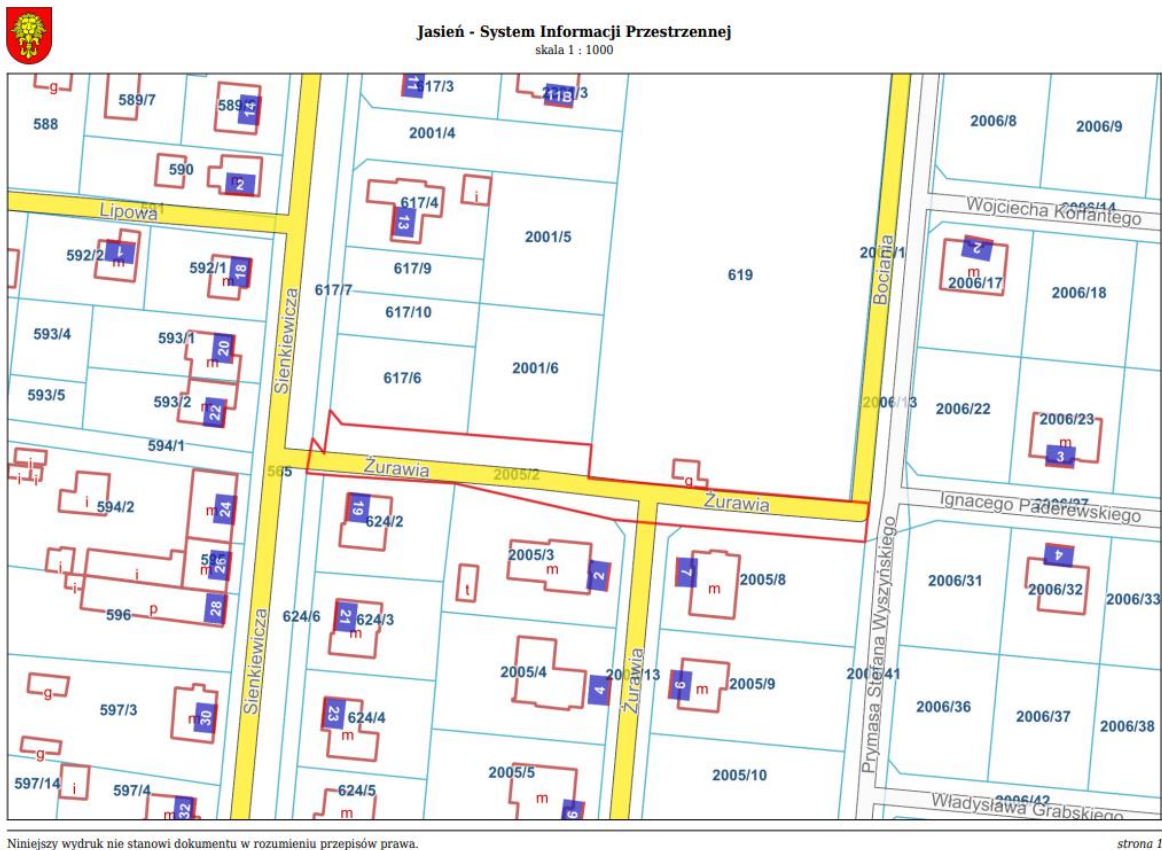 Jasień - System Informacji Przestrzennej
skala 1 : 1000
g
589/7
14
588
617/3
11B
2001/4
2006/8
2006/9
590
2
m
617/4
13
i
2001/5
Lipowa
Wojciecha Korfantego
592/2
1
m
592/1
18
m
617/7
617/9
617/10
619
Bociania
2
m
2006/17
2006/18
Sienkiewicza
593/4
593/1
20
m
593/5
593/2
22
m
617/6
2001/6
2006/13
2006/22
2006/23
m
3
594/1
565
Żurawia
2005/2
g
Żurawia
Ignacego Paderewskiego
i
i
i
i
594/2
24
m
19
624/2
2005/3
m
2
7
m
2005/8
2006/31
4
2006/32
2006/33
i
i
i
26
m
t
596
p
28
624/6
21
624/3
m
Sienkiewicza
2005/4
4
Żurawia
6
m
2005/9
Prymasa Stefana Wyszyńskiego
2006/36
2006/37
2006/38
g
597/3
m
30
23
624/4
m
g
597/14
i
597/4
m
32
624/5
m
2005/5
m
2005/10
Władysława Grabskiego
Niniejszy wydruk nie stanowi dokumentu w rozumieniu przepisów prawa.
strona 1